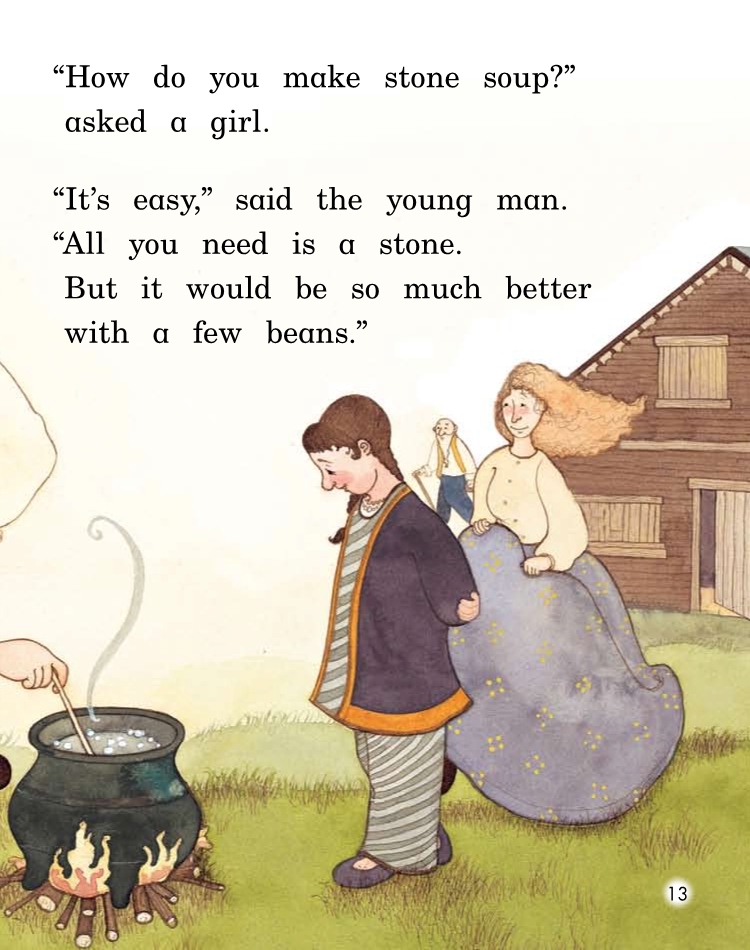 “How do you make stone soup?”
asked a girl.
“It’s easy,” said the young man.
“All you need is a stone.
But it would be so much better
with a few beans.”
13